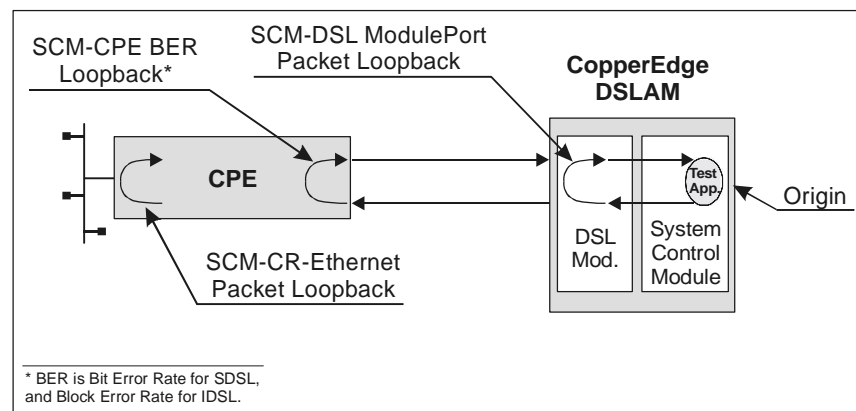 SCM-CPE BER
Loopback*
SCM-DSL ModulePort
Packet Loopback
CopperEdge
DSLAM
CPE
Test
App.
Origin
DSL
Mod.
System
Control
Module
SCM-CR-Ethernet
Packet Loopback
* BER is Bit Error Rate for SDSL,
and Block Error Rate for IDSL.